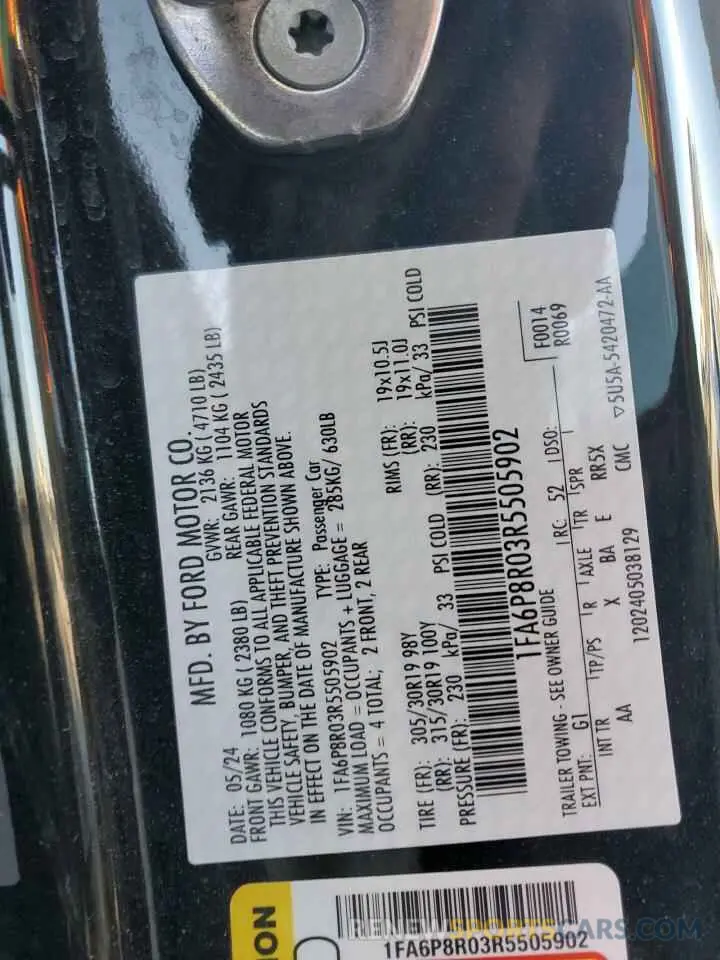 MFD. BY FORD MOTOR CO.
DATE: 05/24 GVWR: 2136 KG ( 4710 LB)
FRONT GAWR: 1080 KG ( 2380 LB) REAR GAWR: 1104 KG ( 2435 LB)
THIS VEHICLE CONFORMS TO ALL APPLICABLE FEDERAL MOTOR
VEHICLE SAFETY, BUMPER, AND THEFT PREVENTION STANDARDS
IN EFFECT ON THE DATE OF MANUFACTURE SHOWN ABOVE.
VIN: 1FA6P8R03R5505902 TYPE: Passenger Car
MAXIMUM LOAD = OCCUPANTS + LUGGAGE = 285KG/ 630LB
OCCUPANTS = 4 TOTAL; 2 FRONT, 2 REAR
TIRE (FR): 305/30R19 98Y RIMS (FR): 19x10.5J
(RR): 315/30R19 100Y (RR): 19x11.0J
PRESSURE (FR): 230 kPa/ 33 PSI COLD (RR): 230 kPa/ 33 PSI COLD
1FA6P8R03R5505902
F0014
R0069
TRAILER TOWING - SEE OWNER GUIDE
EXT PNT: G1 RC: 52 DSO:
INT TR TP/PS R AXLE TR SPR
AA X BA E RR5X
1202405038129 CMC ▽5U5A-5420472-AA
ION
1FA6P8R03R5505902
RENEWSPORTSCARS.COM